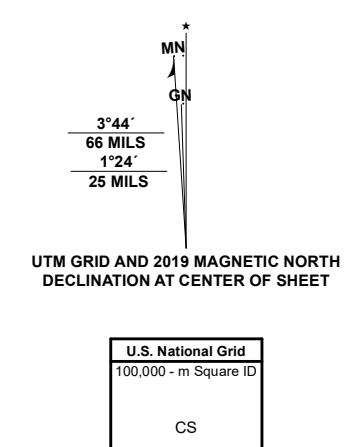 ★
MN
GN
3°44´
66 MILS
1°24´
25 MILS
UTM GRID AND 2019 MAGNETIC NORTH
DECLINATION AT CENTER OF SHEET
U.S. National Grid
100,000 - m Square ID
CS